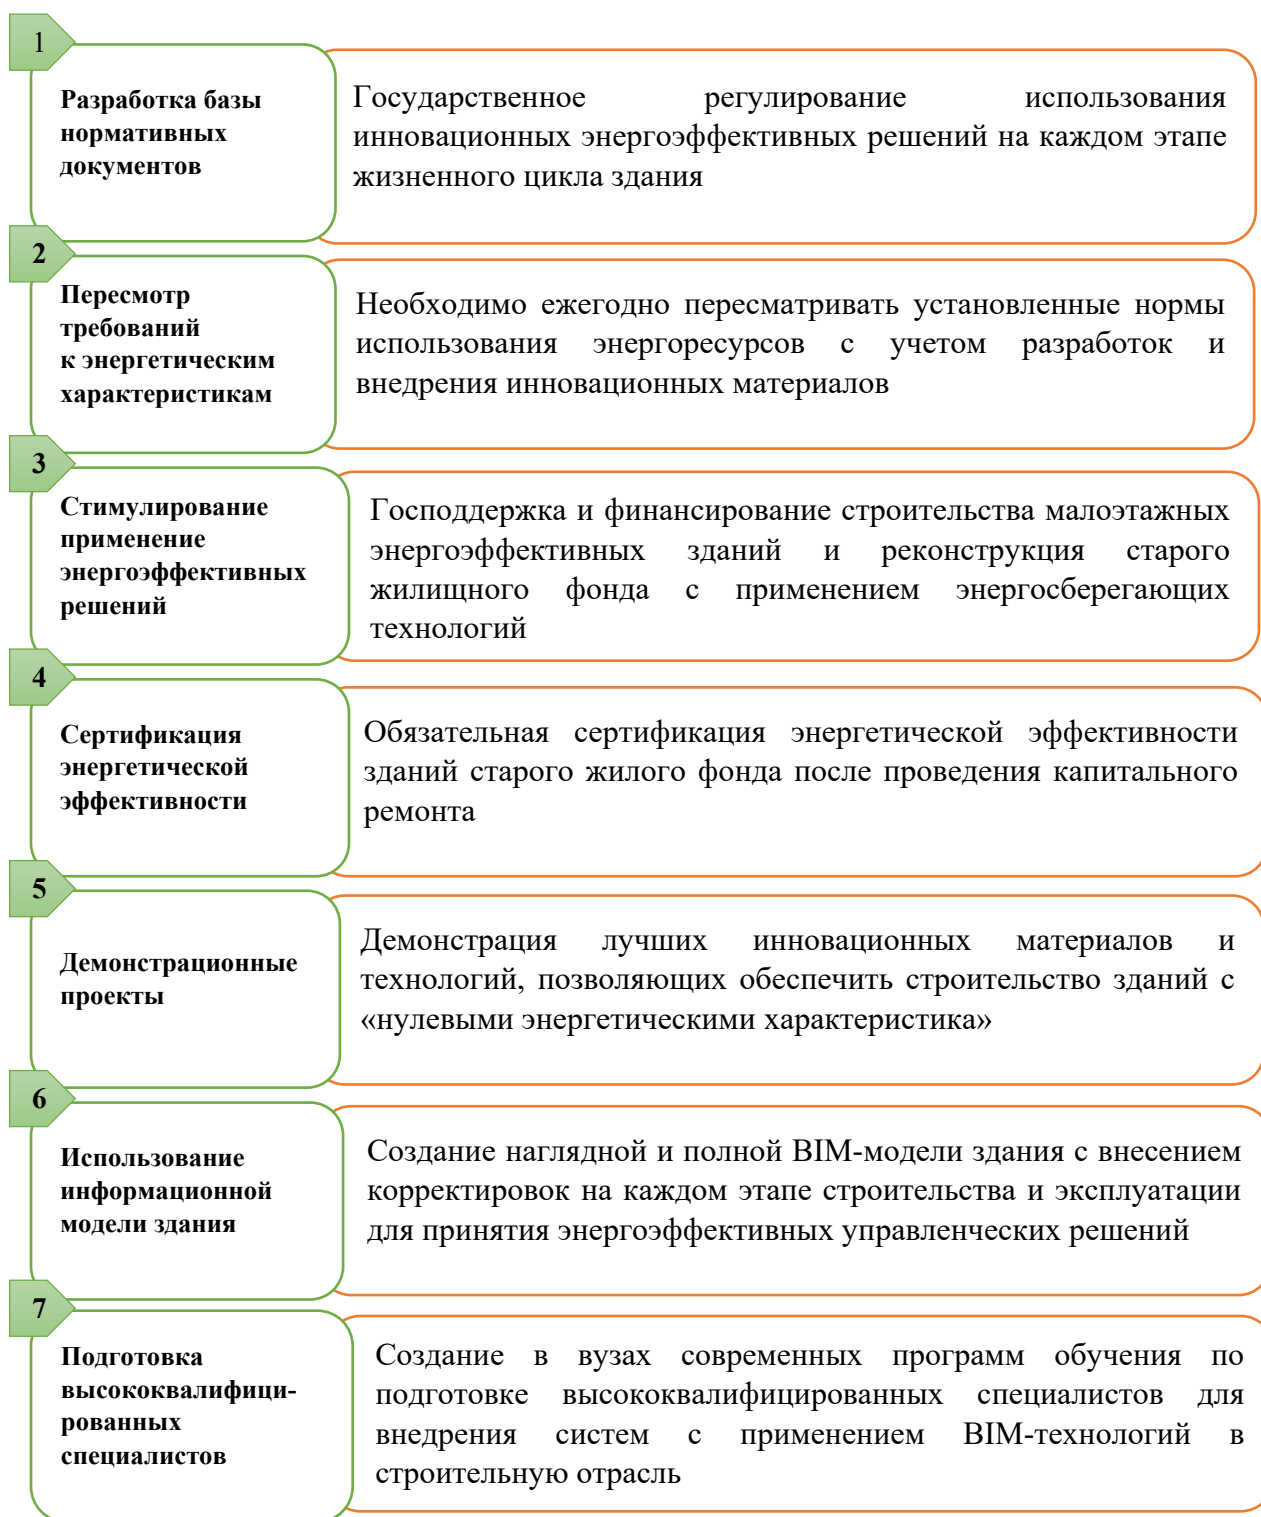 1
Разработка базы
нормативных
документов
Государственное регулирование использования
инновационных энергоэффективных решений на каждом этапе
жизненного цикла здания
2
Пересмотр
требований
к энергетическим
характеристикам
Необходимо ежегодно пересматривать установленные нормы
использования энергоресурсов с учетом разработок и
внедрения инновационных материалов
3
Стимулирование
применение
энергоэффективных
решений
Господдержка и финансирование строительства малоэтажных
энергоэффективных зданий и реконструкция старого
жилищного фонда с применением энергосберегающих
технологий
4
Сертификация
энергетической
эффективности
Обязательная сертификация энергетической эффективности
зданий старого жилого фонда после проведения капитального
ремонта
5
Демонстрационные
проекты
Демонстрация лучших инновационных материалов и
технологий, позволяющих обеспечить строительство зданий с
«нулевыми энергетическими характеристика»
6
Использование
информационной
модели здания
Создание наглядной и полной BIM-модели здания с внесением
корректировок на каждом этапе строительства и эксплуатации
для принятия энергоэффективных управленческих решений
7
Подготовка
высококвалифици-
рованных
специалистов
Создание в вузах современных программ обучения по
подготовке высококвалифицированных специалистов для
внедрения систем с применением BIM-технологий в
строительную отрасль